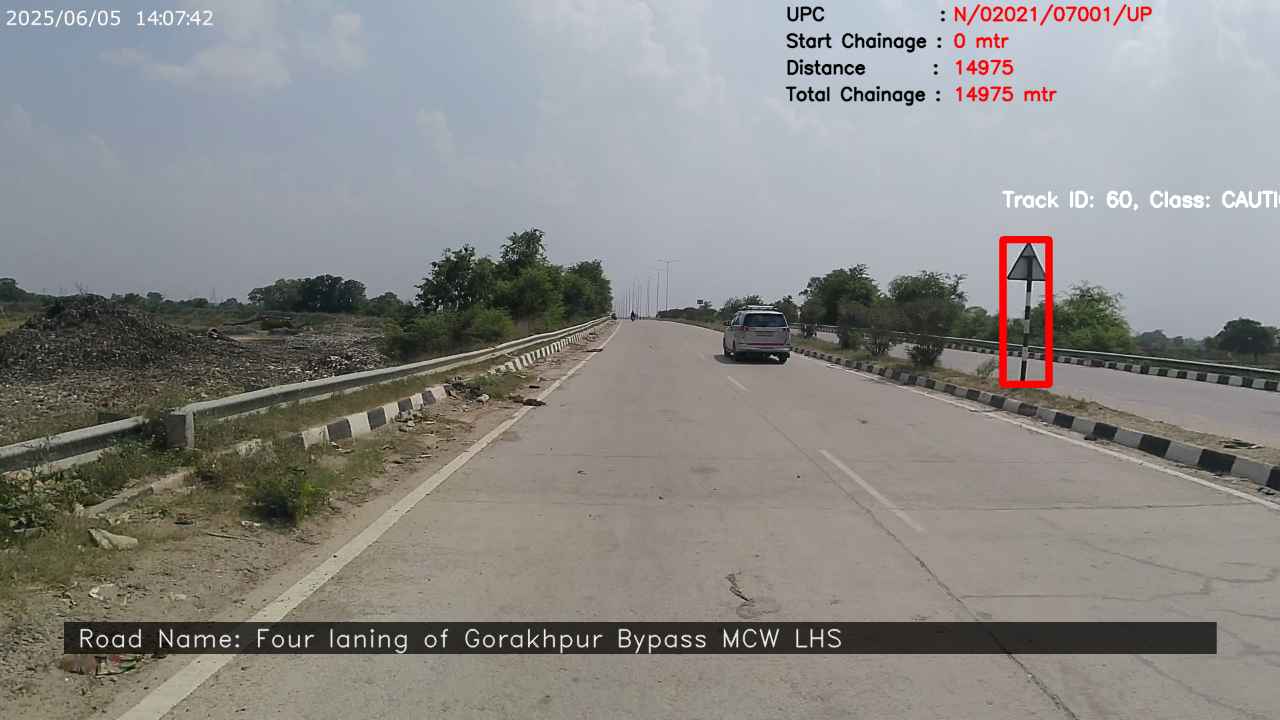 2025/06/05 14:07:42
UPC : N/02021/07001/UP
Start Chainage : 0 mtr
Distance : 14975
Total Chainage : 14975 mtr
Track ID: 60, Class: CAUTI
Road Name: Four laning of Gorakhpur Bypass MCW LHS